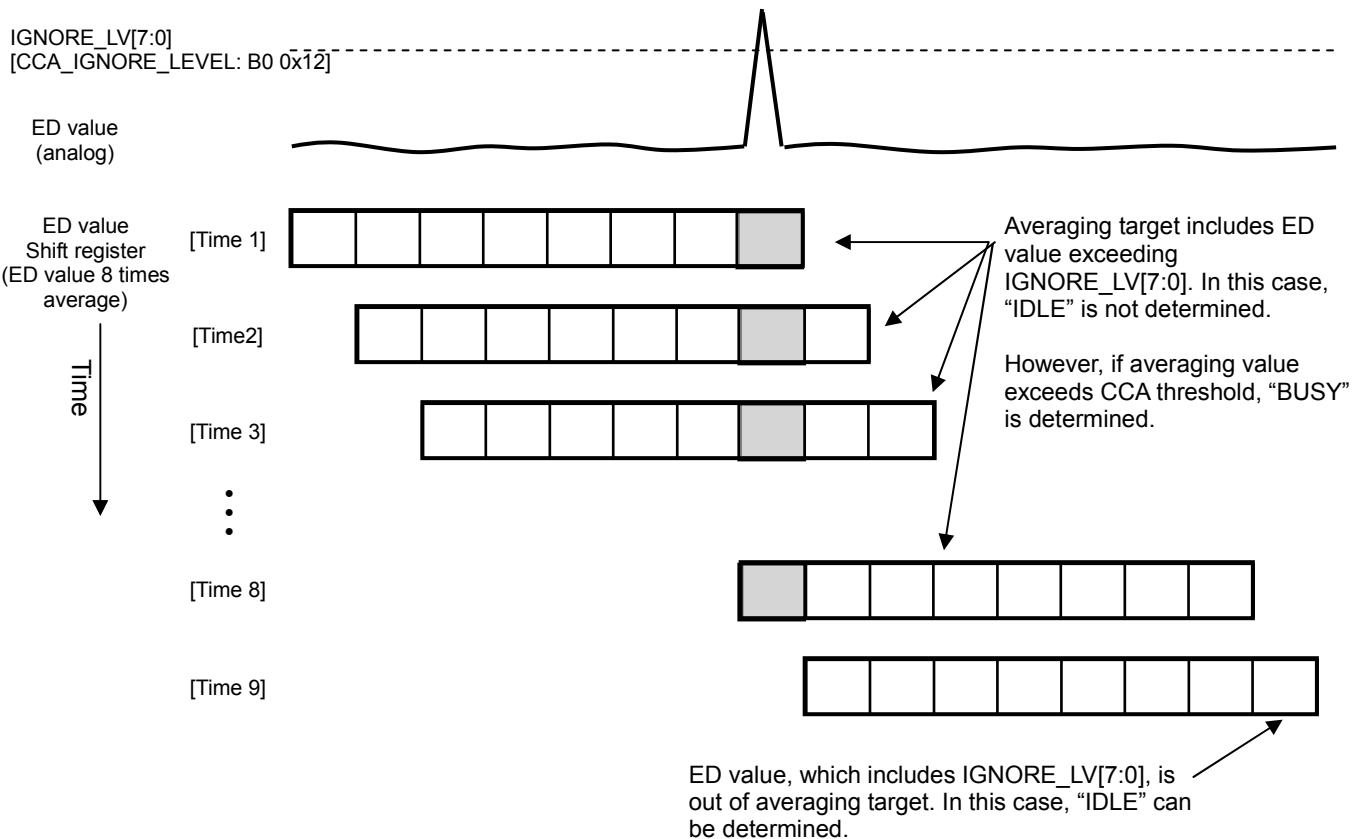 IGNORE_LV[7:0]
[CCA_IGNORE_LEVEL: B0 0x12]
ED value
(analog)
ED value
Shift register
(ED value 8 times
average)
Time
[Time 1]
[Time2]
[Time 3]
[Time 8]
[Time 9]
Averaging target includes ED
value exceeding
IGNORE_LV[7:0]. In this case,
“IDLE” is not determined.
However, if averaging value
exceeds CCA threshold, “BUSY”
is determined.
ED value, which includes IGNORE_LV[7:0], is
out of averaging target. In this case, “IDLE” can
be determined.